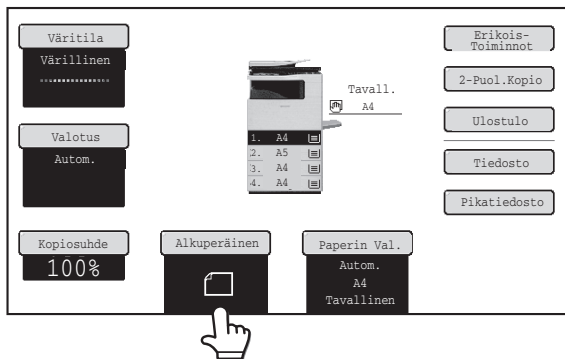 Väritila
Värillinen
Valotus
Autom.
Kopiosuhde
100%
Alkuperäinen
Paperin Val.
Autom.
A4
Tavallinen
Tavall.
A4
1. A4
2. A5
3. A4
4. A4
Erikois-
Toiminnot
2-Puol.Kopio
Ulostulo
Tiedosto
Pikatiedosto